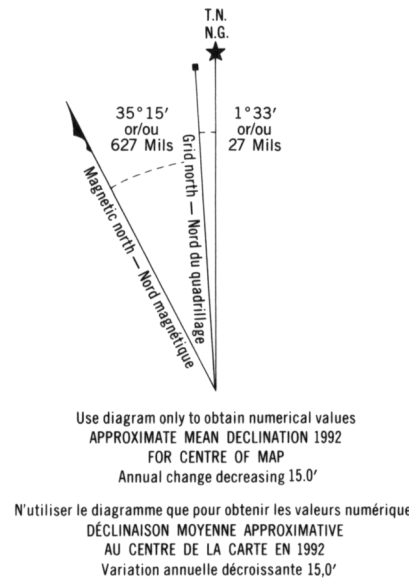 T.N.
N.G.
35°15′
or/ou
627 Mils
1°33′
or/ou
27 Mils
Grid north — Nord du quadrillage
Magnetic north — Nord magnétique
Use diagram only to obtain numerical values
APPROXIMATE MEAN DECLINATION 1992
FOR CENTRE OF MAP
Annual change decreasing 15.0′
N'utiliser le diagramme que pour obtenir les valeurs numérique
DÉCLINAISON MOYENNE APPROXIMATIVE
AU CENTRE DE LA CARTE EN 1992
Variation annuelle décroissante 15,0′